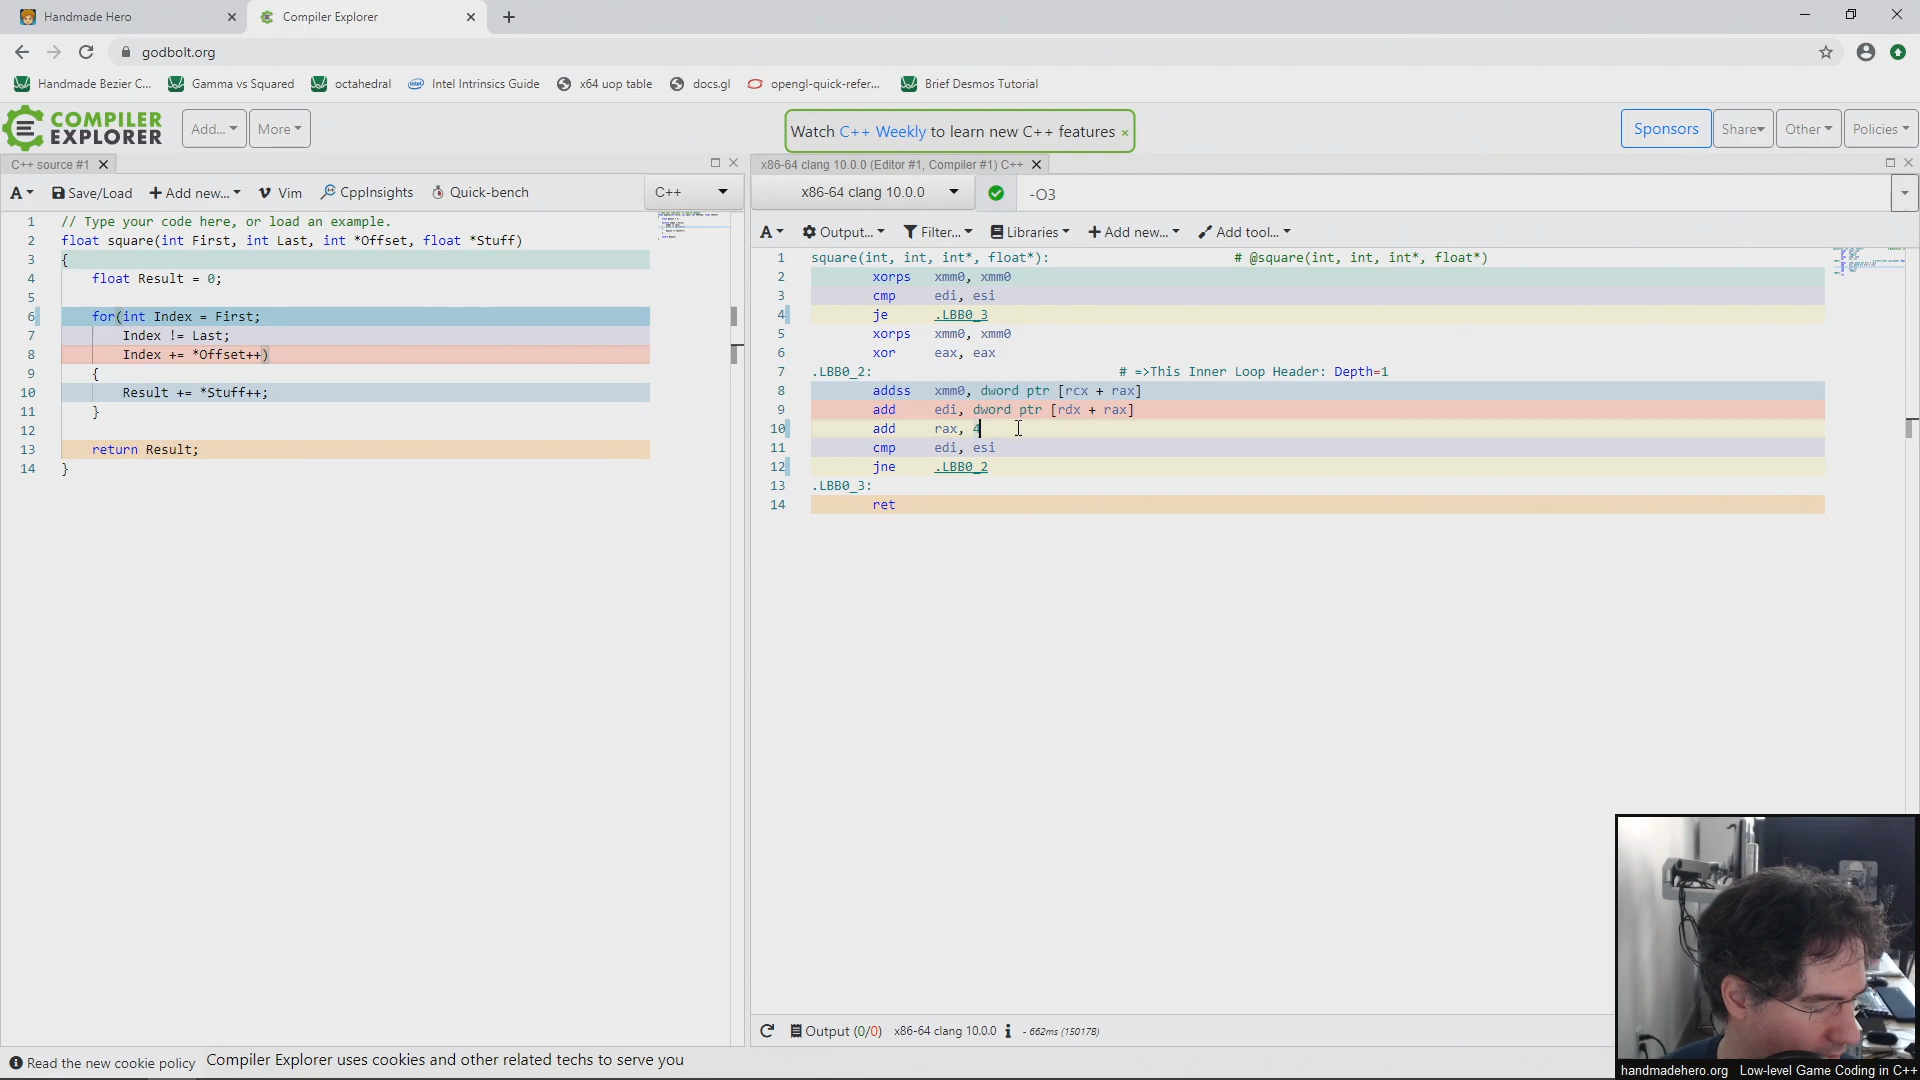 Handmade Hero
Compiler Explorer
godbolt.org
Handmade Bezier C...
Gamma vs Squared
octahedral
Intel Intrinsics Guide
x64 uop table
docs.gl
opengl-quick-refer...
Brief Desmos Tutorial
COMPILER EXPLORER
Add...
More
Watch C++ Weekly to learn new C++ features ×
Sponsors
Share
Other
Policies
C++ source #1
x86-64 clang 10.0.0 (Editor #1, Compiler #1) C++
A
Save/Load
Add new...
Vim
CppInsights
Quick-bench
C++
x86-64 clang 10.0.0
-O3
A
Output...
Filter...
Libraries
Add new...
Add tool...
1 // Type your code here, or load an example.
2 float square(int First, int Last, int *Offset, float *Stuff)
3 {
4 float Result = 0;
5
6 for(int Index = First;
7 Index != Last;
8 Index += *Offset++)
9 {
10 Result += *Stuff++;
11 }
12
13 return Result;
14 }
1 square(int, int, int*, float*): # @square(int, int, int*, float*)
2 xorps xmm0, xmm0
3 cmp edi, esi
4 je .LBB0_3
5 xorps xmm0, xmm0
6 xor eax, eax
7 .LBB0_2: # =>This Inner Loop Header: Depth=1
8 addss xmm0, dword ptr [rcx + rax]
9 add edi, dword ptr [rdx + rax]
10 add rax, 4
11 cmp edi, esi
12 jne .LBB0_2
13 .LBB0_3:
14 ret
Output (0/0) x86-64 clang 10.0.0 - 662ms (15017B)
Read the new cookie policy Compiler Explorer uses cookies and other related techs to serve you
handmadehero.org Low-level Game Coding in C++